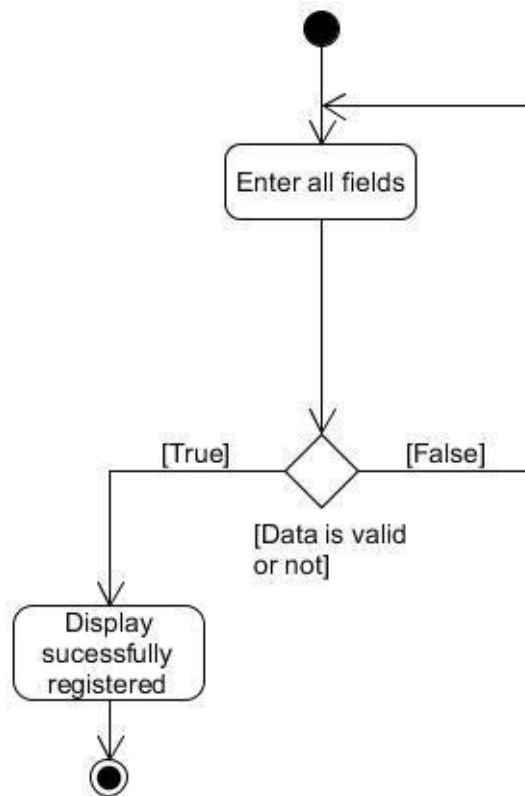 Enter all fields
[True]
[False]
[Data is valid
or not]
Display
sucessfully
registered